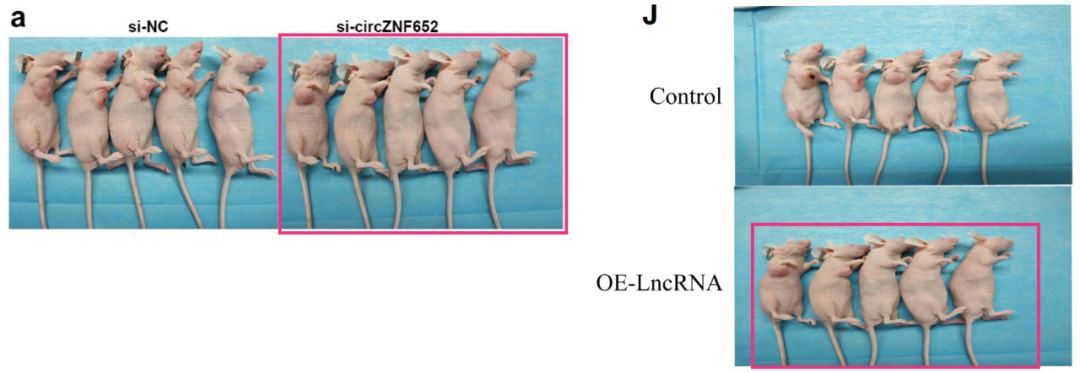 a
si-NC
si-circZNF652
J
Control
OE-LncRNA